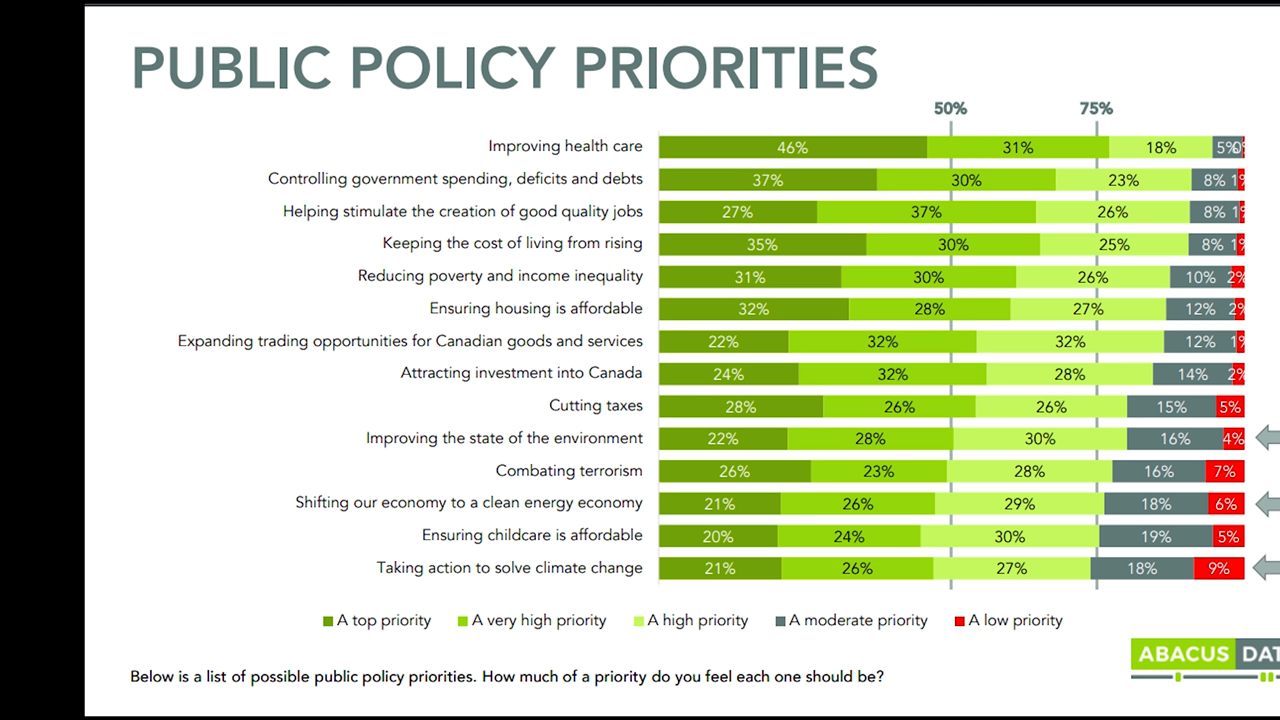 PUBLIC POLICY PRIORITIES
50% 75%
Improving health care 46% 31% 18% 5% 0%
Controlling government spending, deficits and debts 37% 30% 23% 8% 1%
Helping stimulate the creation of good quality jobs 27% 37% 26% 8% 1%
Keeping the cost of living from rising 35% 30% 25% 8% 1%
Reducing poverty and income inequality 31% 30% 26% 10% 2%
Ensuring housing is affordable 32% 28% 27% 12% 2%
Expanding trading opportunities for Canadian goods and services 22% 32% 32% 12% 1%
Attracting investment into Canada 24% 32% 28% 14% 2%
Cutting taxes 28% 26% 26% 15% 5%
Improving the state of the environment 22% 28% 30% 16% 4%
Combating terrorism 26% 23% 28% 16% 7%
Shifting our economy to a clean energy economy 21% 26% 29% 18% 6%
Ensuring childcare is affordable 20% 24% 30% 19% 5%
Taking action to solve climate change 21% 26% 27% 18% 9%
A top priority A very high priority A high priority A moderate priority A low priority
ABACUS DAT
Below is a list of possible public policy priorities. How much of a priority do you feel each one should be?